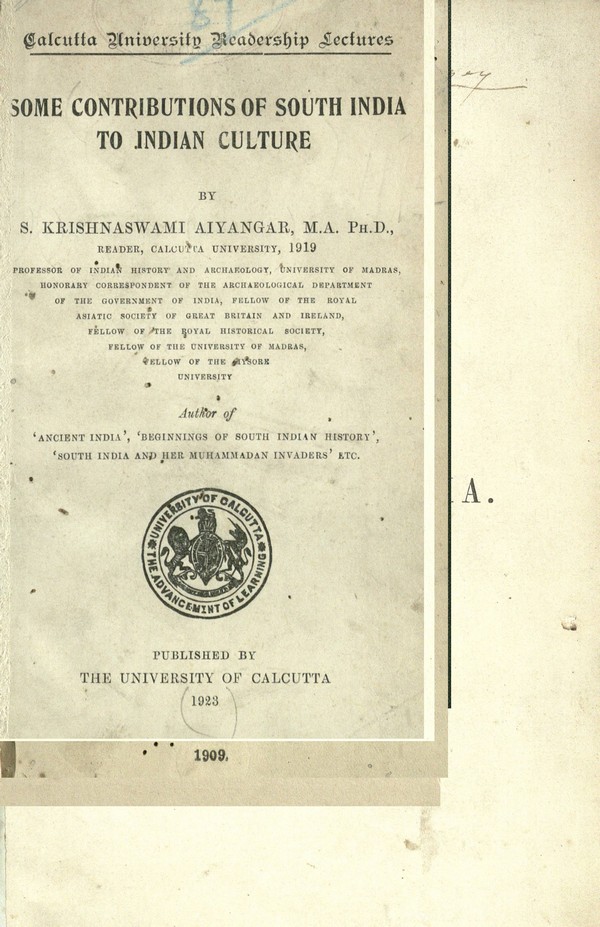 Calcutta University Readership Lectures
SOME CONTRIBUTIONS OF SOUTH INDIA
TO INDIAN CULTURE
BY
S. KRISHNASWAMI AIYANGAR, M.A. PH.D.,
READER, CALCUTTA UNIVERSITY, 1919
PROFESSOR OF INDIAN HISTORY AND ARCHAEOLOGY, UNIVERSITY OF MADRAS,
HONORARY CORRESPONDENT OF THE ARCHAEOLOGICAL DEPARTMENT
OF THE GOVERNMENT OF INDIA, FELLOW OF THE ROYAL
ASIATIC SOCIETY OF GREAT BRITAIN AND IRELAND,
FELLOW OF THE ROYAL HISTORICAL SOCIETY,
FELLOW OF THE UNIVERSITY OF MADRAS,
FELLOW OF THE MYSORE
UNIVERSITY
Author of
'ANCIENT INDIA', 'BEGINNINGS OF SOUTH INDIAN HISTORY',
'SOUTH INDIA AND HER MUHAMMADAN INVADERS' ETC.
IA.
UNIVERSITY OF CALCUTTA
THE ADVANCEMENT OF LEARNING
PUBLISHED BY
THE UNIVERSITY OF CALCUTTA
1923
1909.